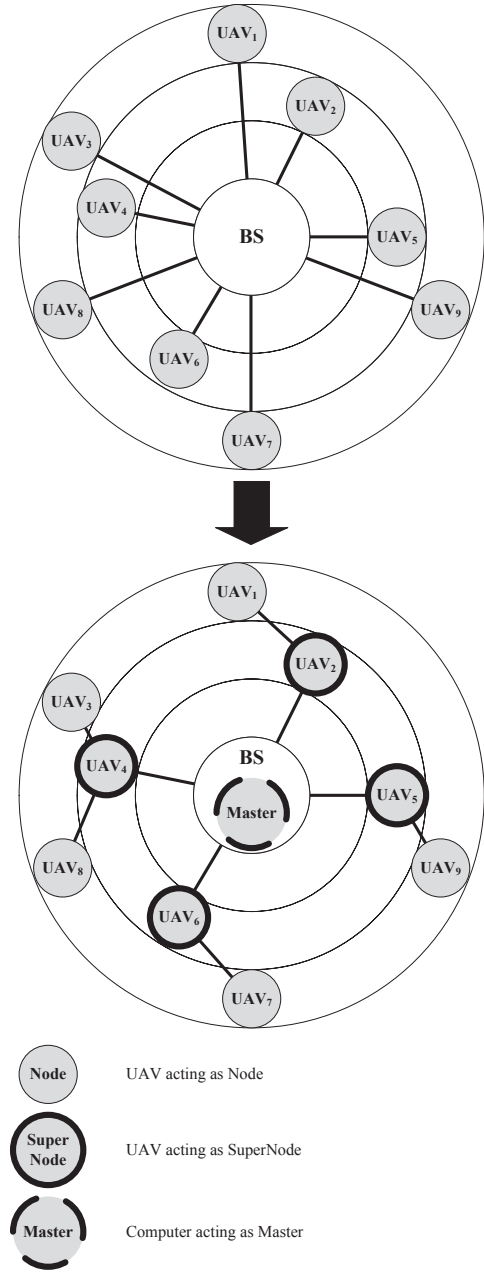 UAV₁
UAV₂
UAV₃
UAV₄
BS
UAV₅
UAV₈
UAV₉
UAV₆
UAV₇
UAV₁
UAV₂
UAV₃
BS
UAV₄
UAV₅
Master
UAV₈
UAV₉
UAV₆
UAV₇
Node UAV acting as Node
Super
Node
UAV acting as SuperNode
Master Computer acting as Master